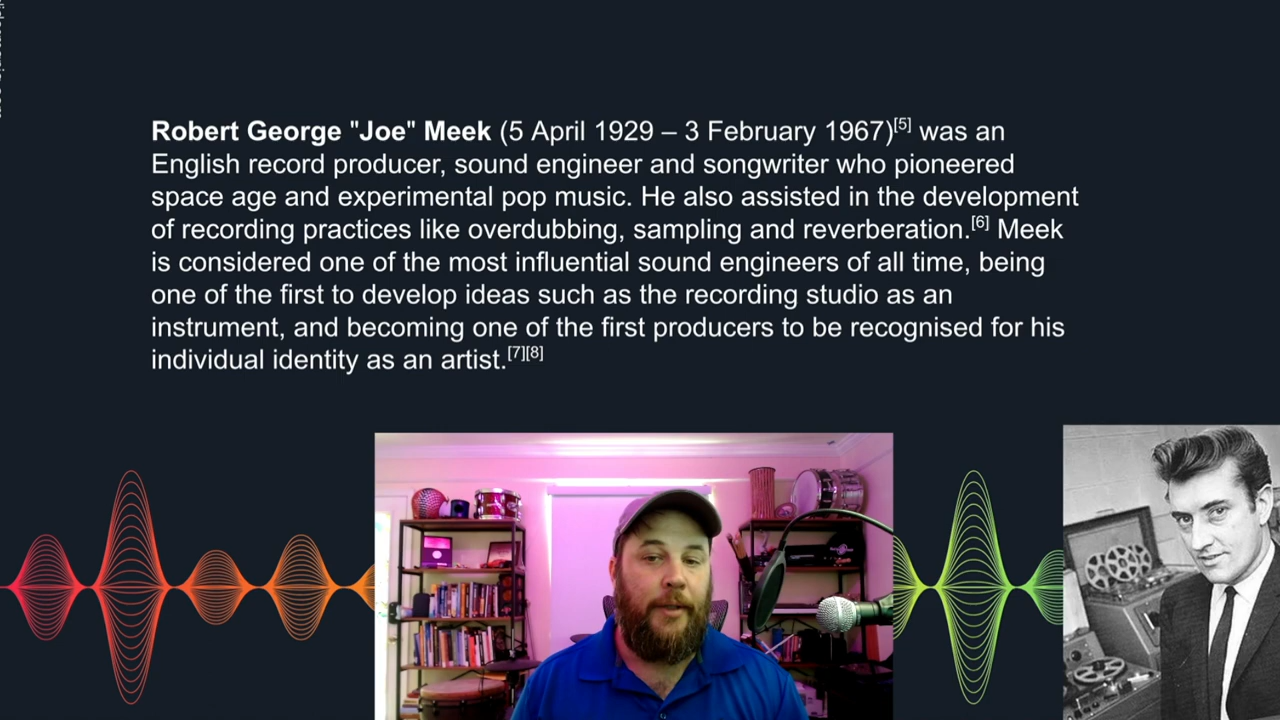 Robert George "Joe" Meek (5 April 1929 – 3 February 1967)[5] was an
English record producer, sound engineer and songwriter who pioneered
space age and experimental pop music. He also assisted in the development
of recording practices like overdubbing, sampling and reverberation.[6] Meek
is considered one of the most influential sound engineers of all time, being
one of the first to develop ideas such as the recording studio as an
instrument, and becoming one of the first producers to be recognised for his
individual identity as an artist.[7][8]